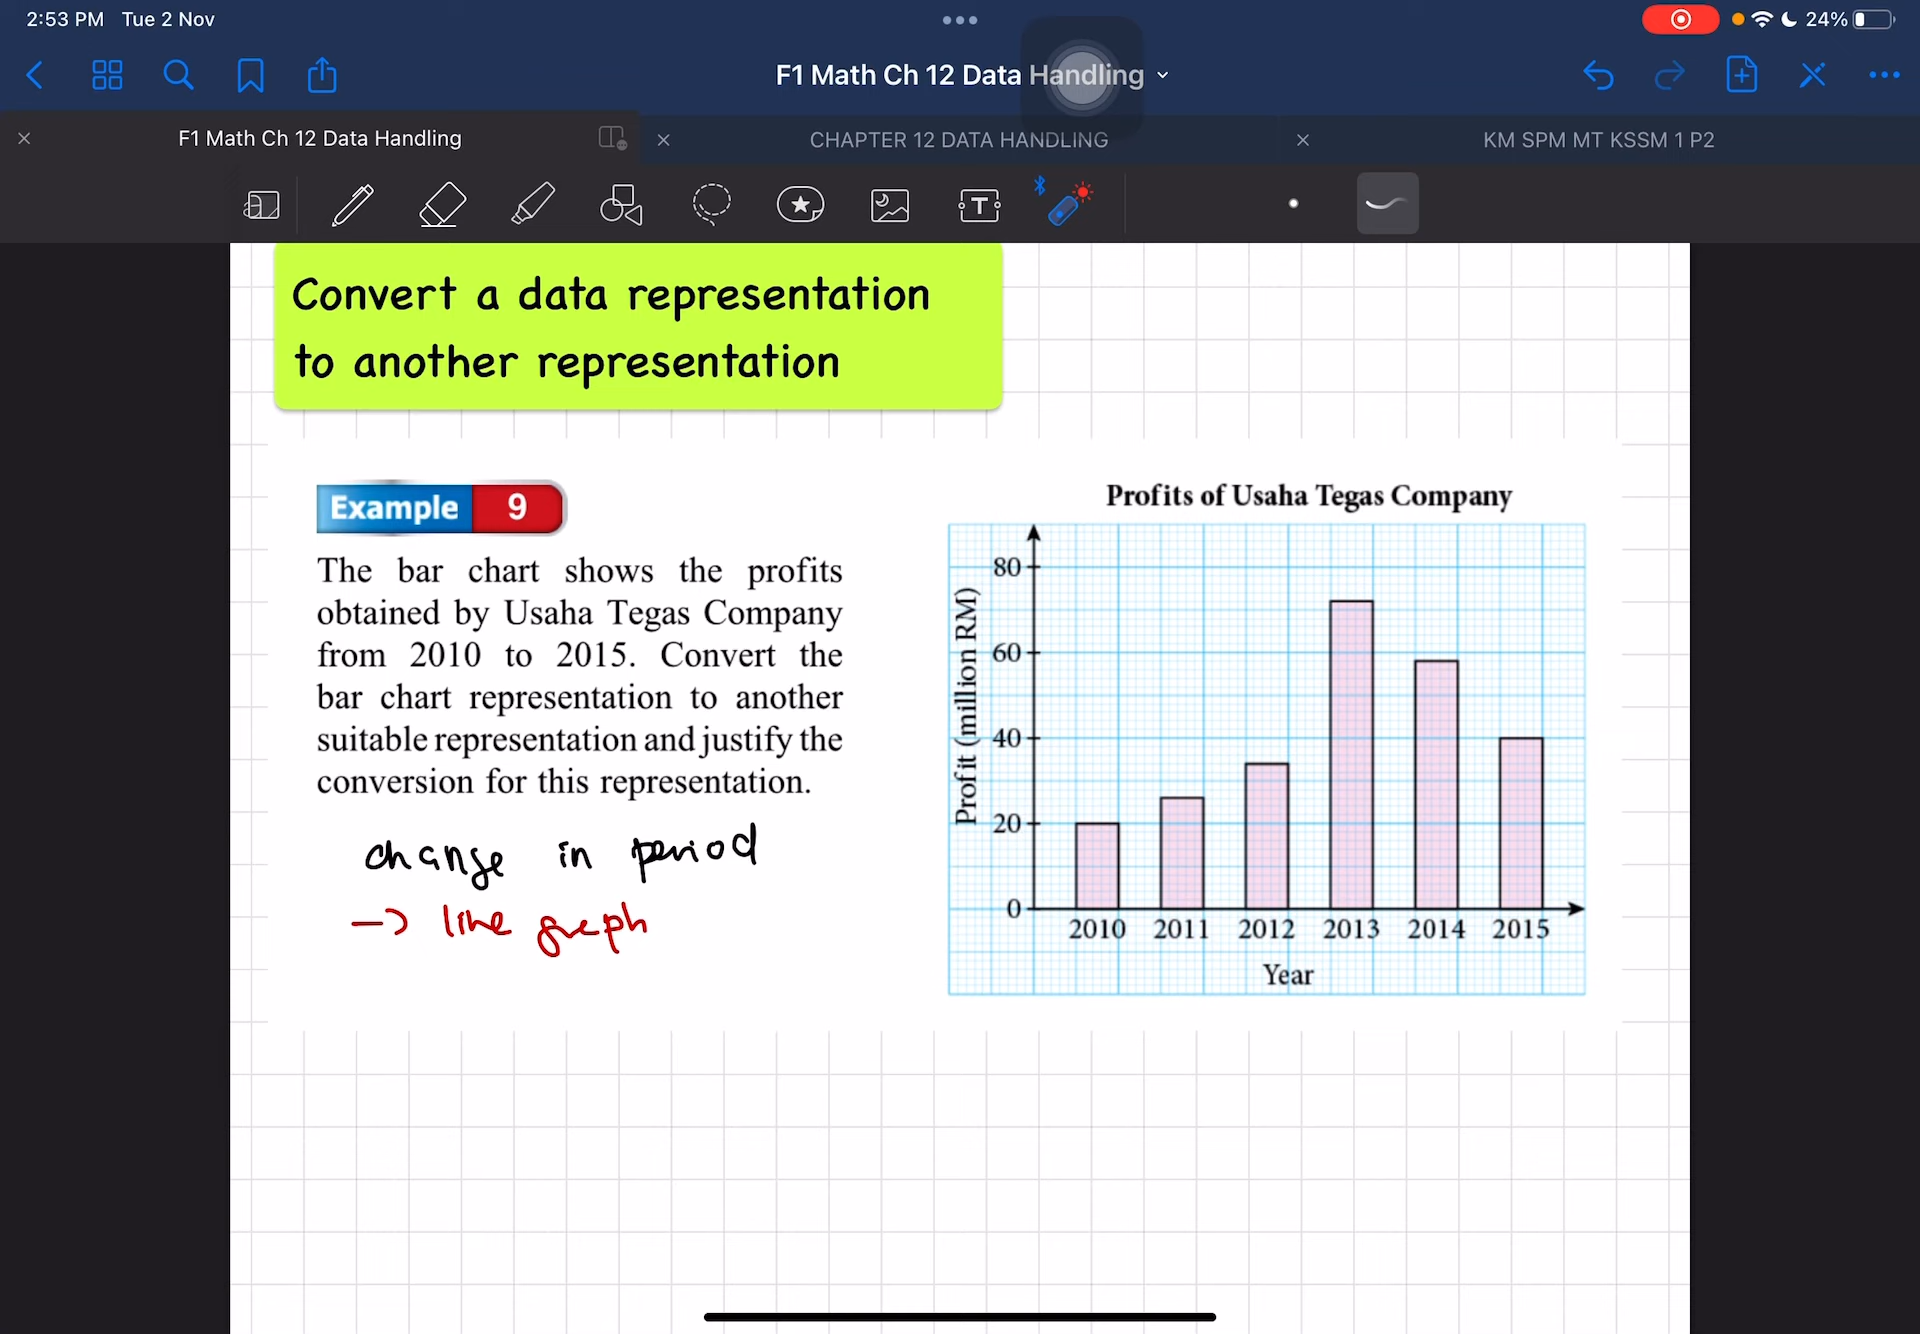 2:53 PM Tue 2 Nov
24%
F1 Math Ch 12 Data Handling
F1 Math Ch 12 Data Handling
CHAPTER 12 DATA HANDLING
KM SPM MT KSSM 1 P2
a
T
Convert a data representation
to another representation
Example 9
The bar chart shows the profits
obtained by Usaha Tegas Company
from 2010 to 2015. Convert the
bar chart representation to another
suitable representation and justify the
conversion for this representation.
change in period
→ line graph
Profits of Usaha Tegas Company
Profit (million RM)
80
60
40
20
0
2010 2011 2012 2013 2014 2015
Year